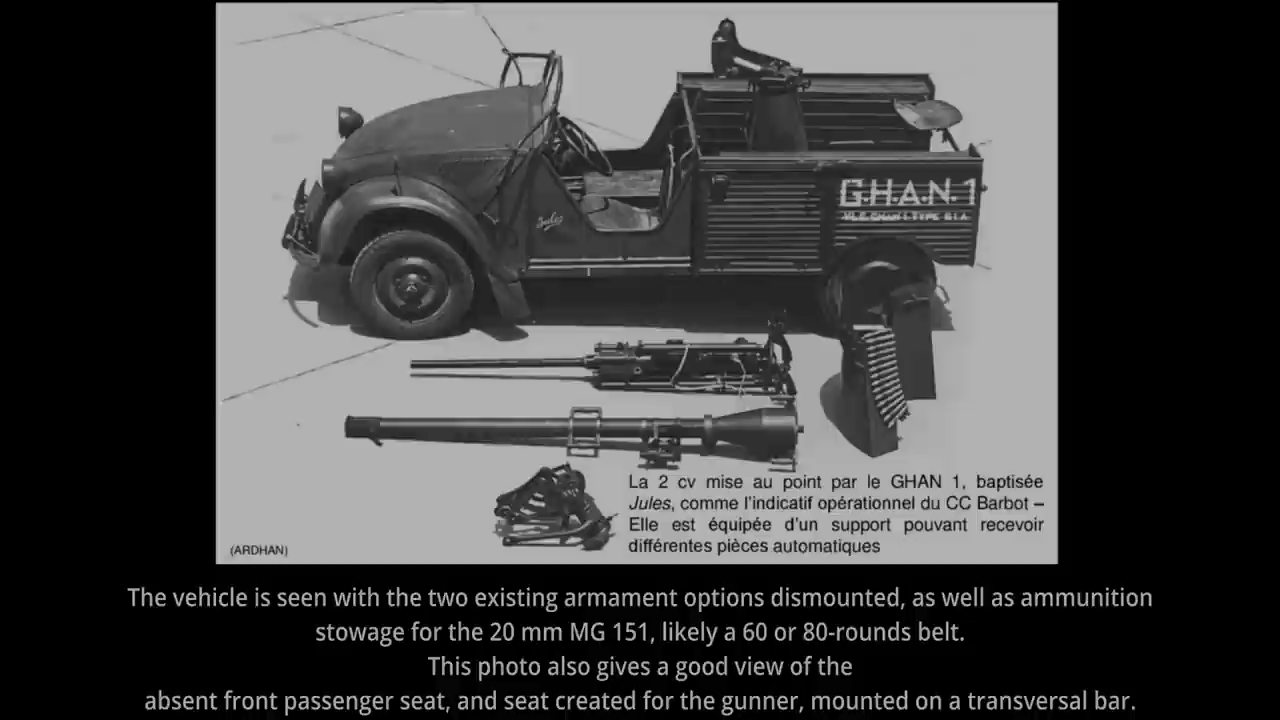 G.H.A.N.1
Jules
La 2 cv mise au point par le GHAN 1, baptisée
Jules, comme l'indicatif opérationnel du CC Barbot –
Elle est équipée d'un support pouvant recevoir
différentes pièces automatiques
(ARDHAN)
The vehicle is seen with the two existing armament options dismounted, as well as ammunition
stowage for the 20 mm MG 151, likely a 60 or 80-rounds belt.
This photo also gives a good view of the
absent front passenger seat, and seat created for the gunner, mounted on a transversal bar.